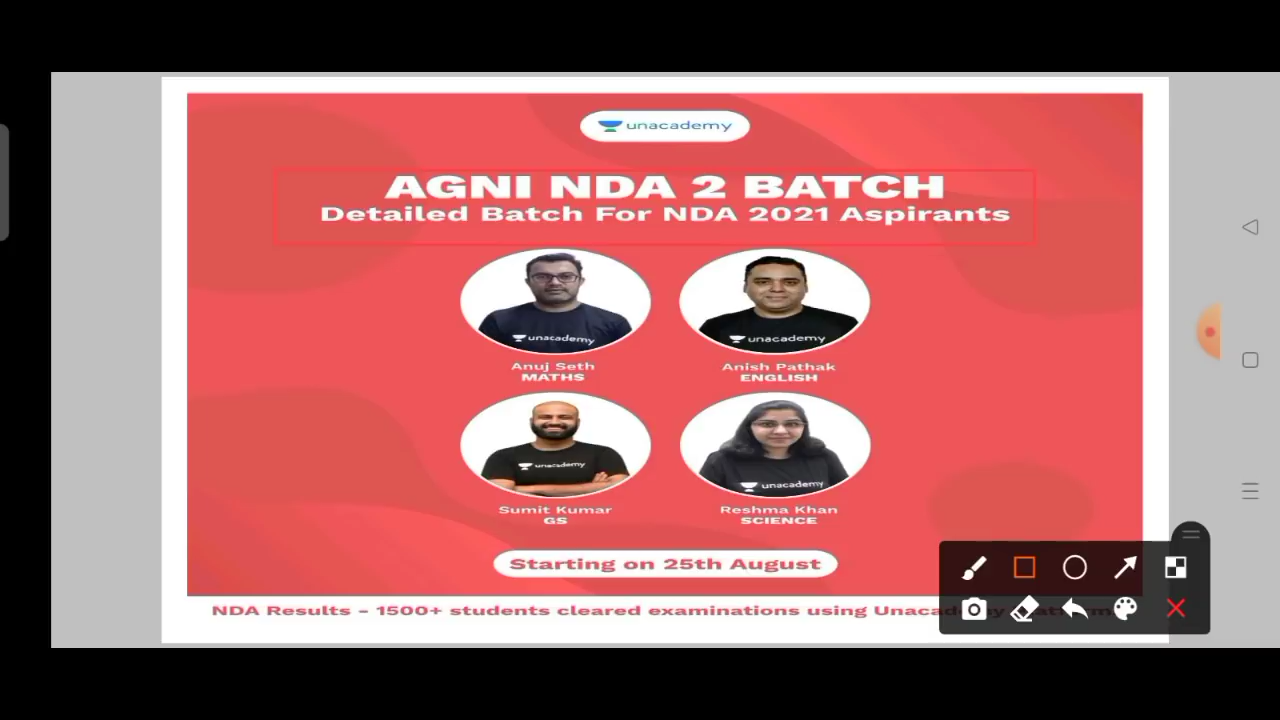 unacademy
AGNI NDA 2 BATCH
Detailed Batch For NDA 2021 Aspirants
unacademy
unacademy
Anuj Seth
MATHS
Anish Pathak
ENGLISH
unacademy
unacademy
Sumit Kumar
GS
Reshma Khan
SCIENCE
Starting on 25th August
NDA Results - 1500+ students cleared examinations using Unacademy